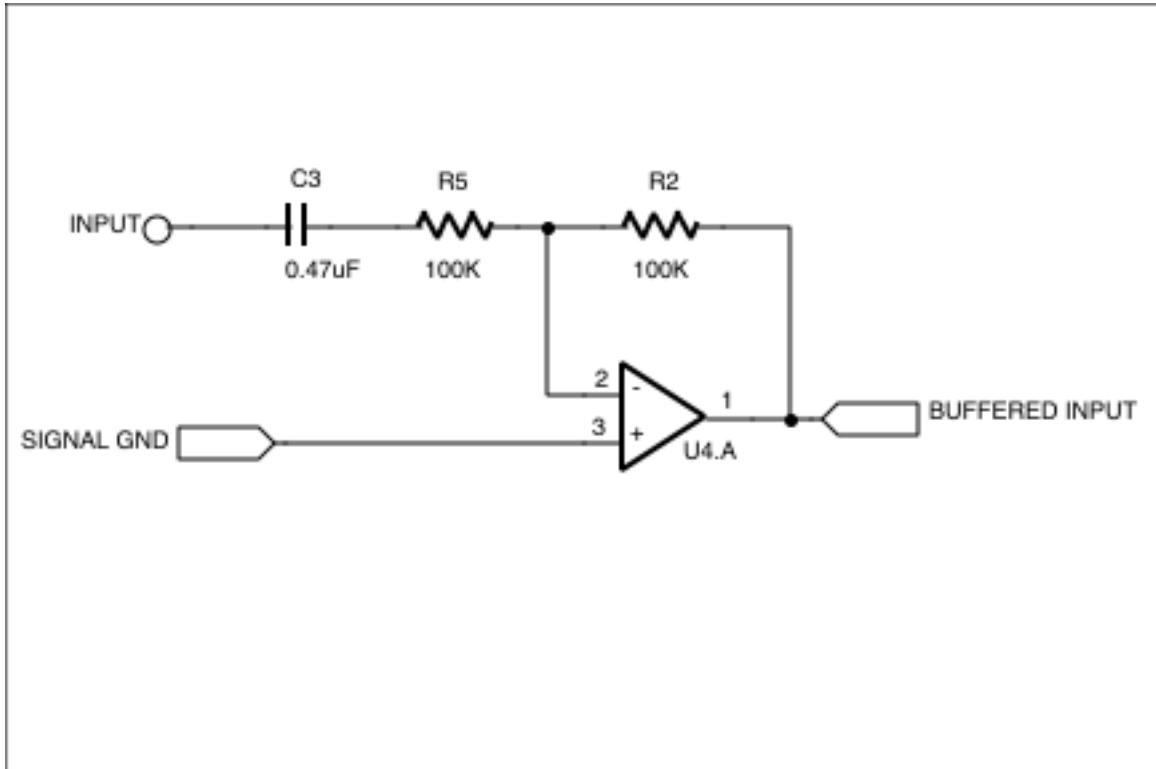 C3
R5
R2
INPUT
0.47uF
100K
100K
2
-
1
BUFFERED INPUT
SIGNAL GND
3
+
U4.A